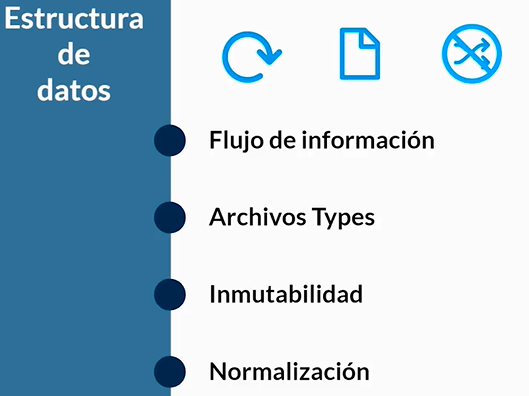 Estructura
de
datos
Flujo de información
Archivos Types
Inmutabilidad
Normalización